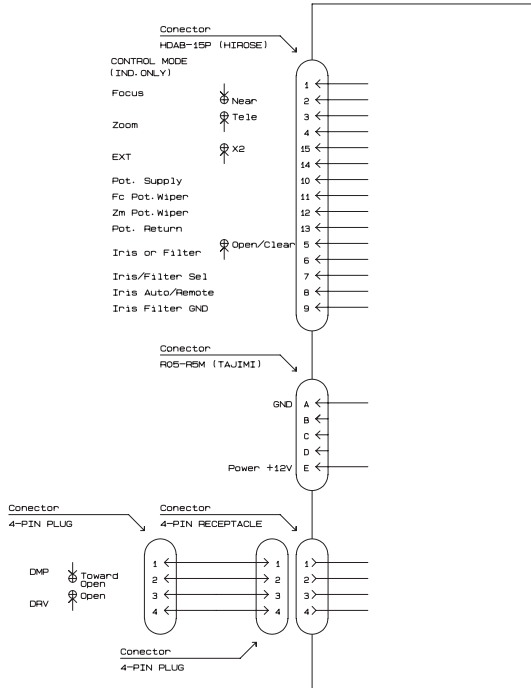 Conector
HDAB-15P (HIROSE)
CONTROL MODE
(IND.ONLY)
1
Focus
Near
2
Tele
3
Zoom
4
X2
15
EXT
14
Pot. Supply 10
Fc Pot.Wiper 11
Zm Pot.Wiper 12
Pot. Return 13
Open/Clear 5
Iris or Filter 6
Iris/Filter Sel 7
Iris Auto/Remote 8
Iris Filter GND 9
Conector
R05-R5M (TAJIMI)
GND A
B
C
D
Power +12V E
Conector
4-PIN PLUG
Conector
4-PIN RECEPTACLE
1 1 1
DMP
Toward
Open
2 2 2
Open
3 3 3
DRV
4 4 4
Conector
4-PIN PLUG